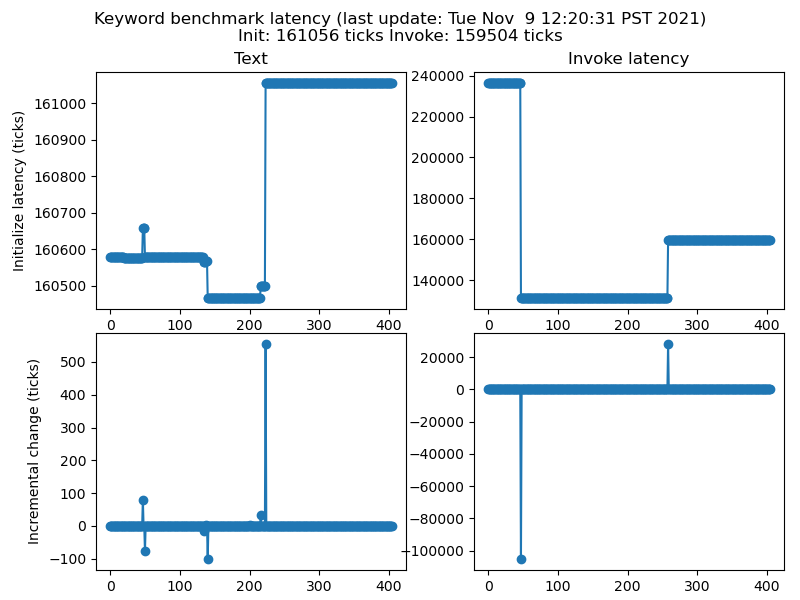 Keyword benchmark latency (last update: Tue Nov  9 12:20:31 PST 2021)
Init: 161056 ticks Invoke: 159504 ticks
Text
Invoke latency
Initialize latency (ticks)
161000
160900
160800
160700
160600
160500
0 100 200 300 400
240000
220000
200000
180000
160000
140000
0 100 200 300 400
Incremental change (ticks)
500
400
300
200
100
0
−100
0 100 200 300 400
20000
0
−20000
−40000
−60000
−80000
−100000
0 100 200 300 400